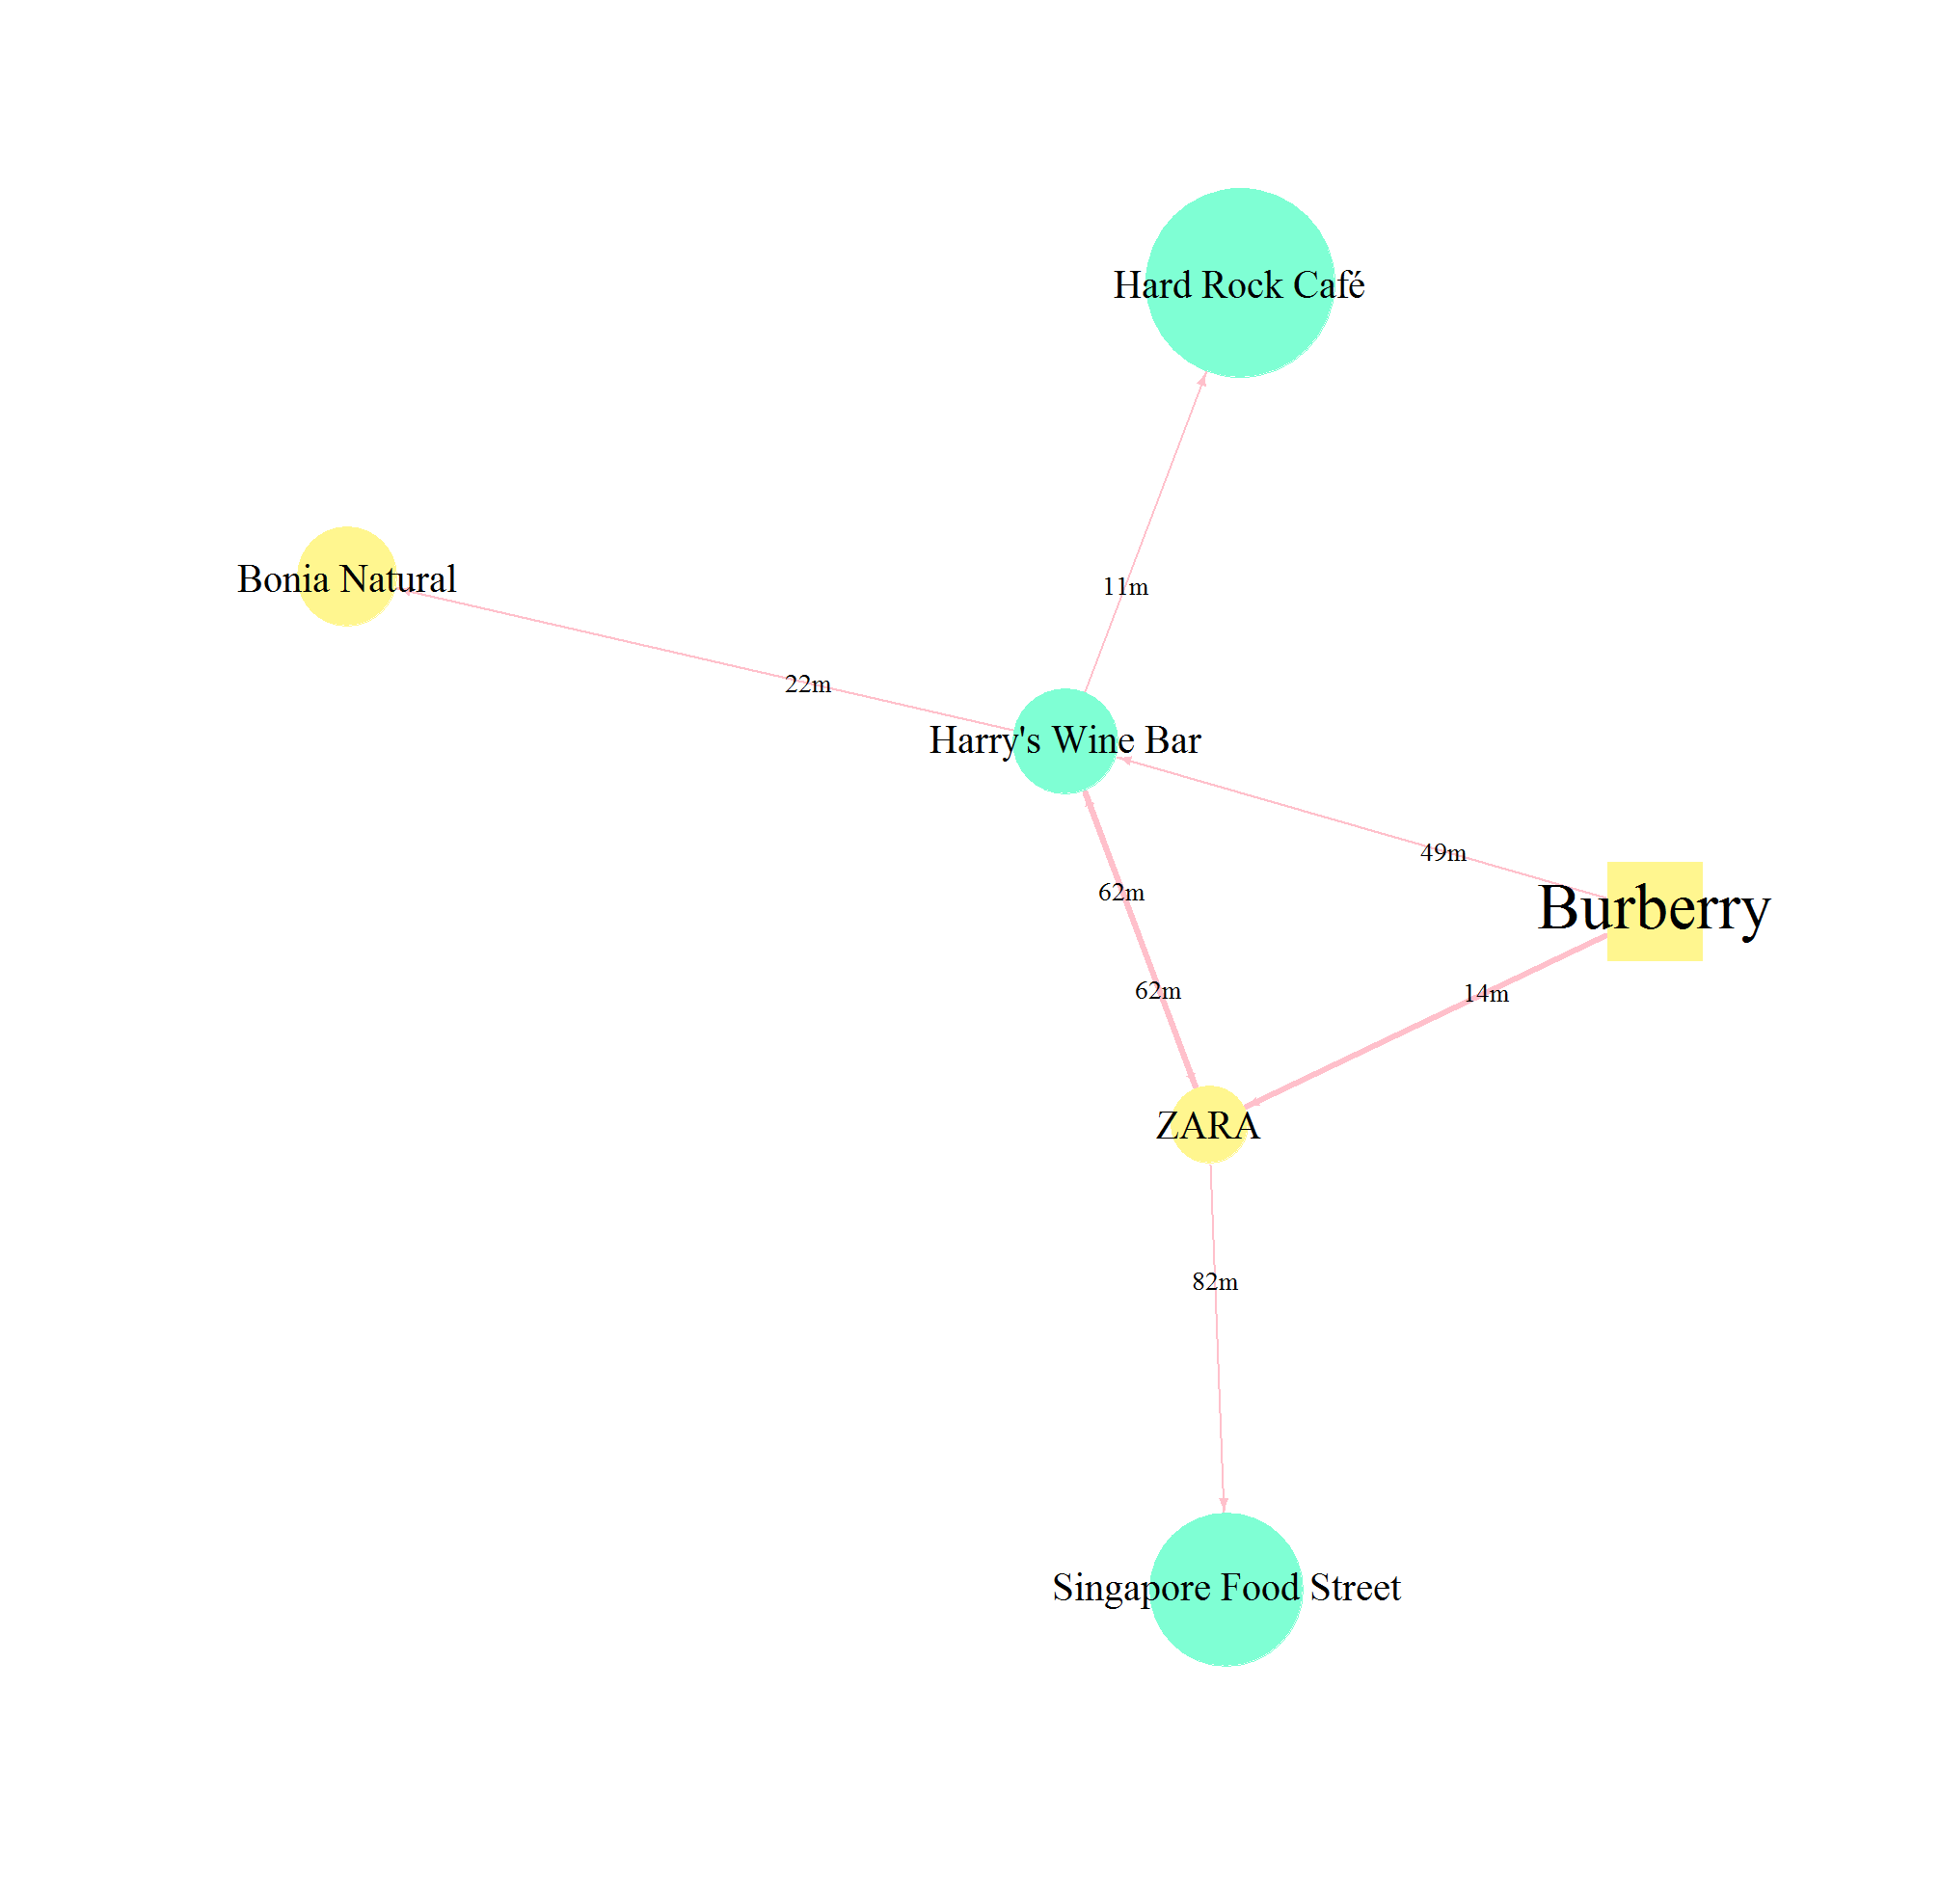 Hard Rock Café
Bonia Natural
11m
22m
Harry's Wine Bar
49m
62m
Burberry
62m
14m
ZARA
82m
Singapore Food Street